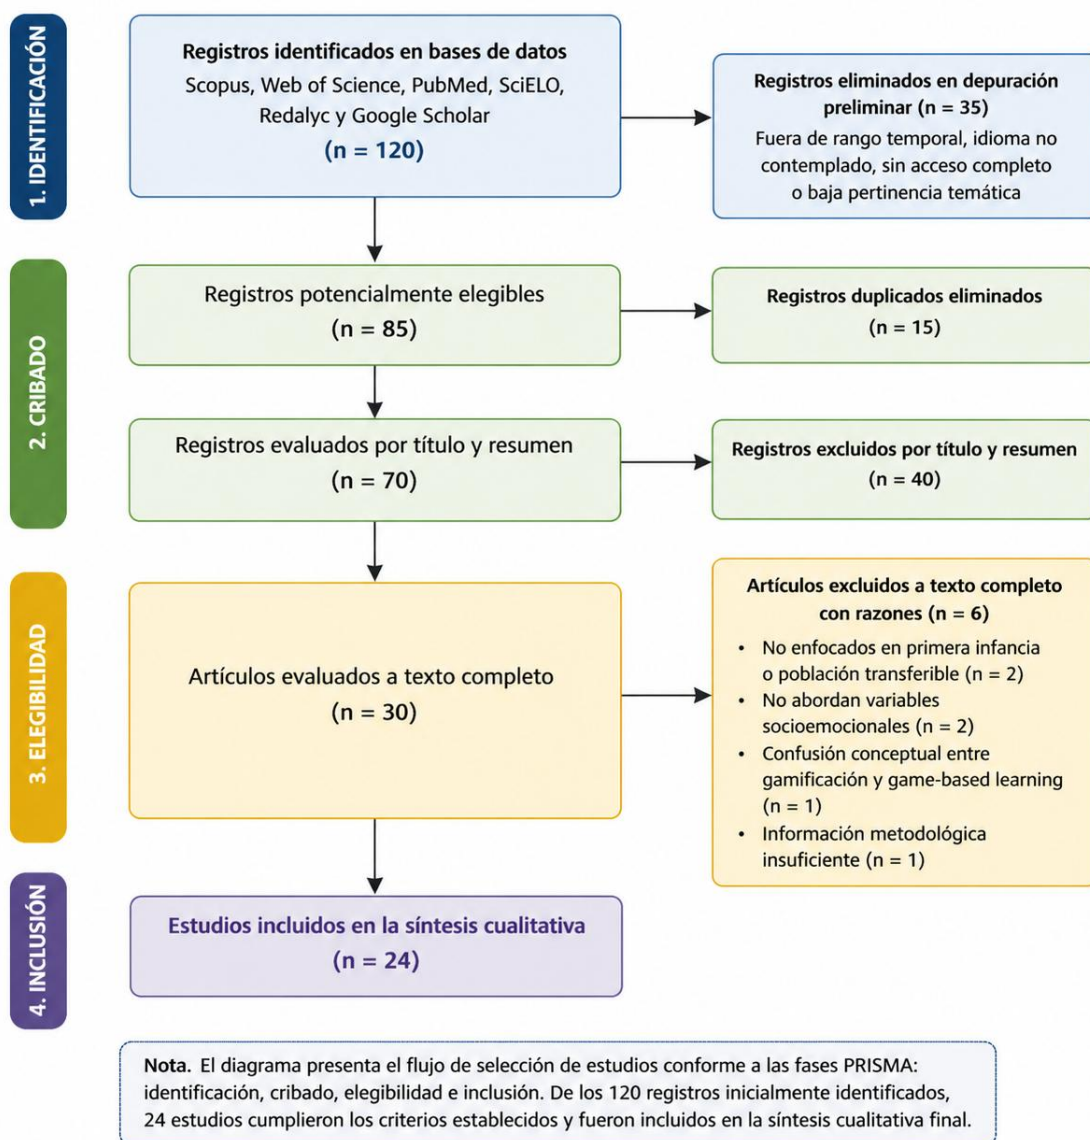 1. IDENTIFICACIÓN
Registros identificados en bases de datos
Scopus, Web of Science, PubMed, SciELO,
Redalyc y Google Scholar
(n = 120)
Registros eliminados en depuración
preliminar (n = 35)
Fuera de rango temporal, idioma no
contemplado, sin acceso completo
o baja pertinencia temática
2. CRIBADO
Registros potencialmente elegibles
(n = 85)
Registros duplicados eliminados
(n = 15)
Registros evaluados por título y resumen
(n = 70)
Registros excluidos por título y resumen
(n = 40)
3. ELEGIBILIDAD
Artículos evaluados a texto completo
(n = 30)
Artículos excluidos a texto completo
con razones (n = 6)
• No enfocados en primera infancia
o población transferible (n = 2)
• No abordan variables
socioemocionales (n = 2)
• Confusión conceptual entre
gamificación y game-based learning
(n = 1)
• Información metodológica
insuficiente (n = 1)
4. INCLUSIÓN
Estudios incluidos en la síntesis cualitativa
(n = 24)
Nota. El diagrama presenta el flujo de selección de estudios conforme a las fases PRISMA:
identificación, cribado, elegibilidad e inclusión. De los 120 registros inicialmente identificados,
24 estudios cumplieron los criterios establecidos y fueron incluidos en la síntesis cualitativa final.